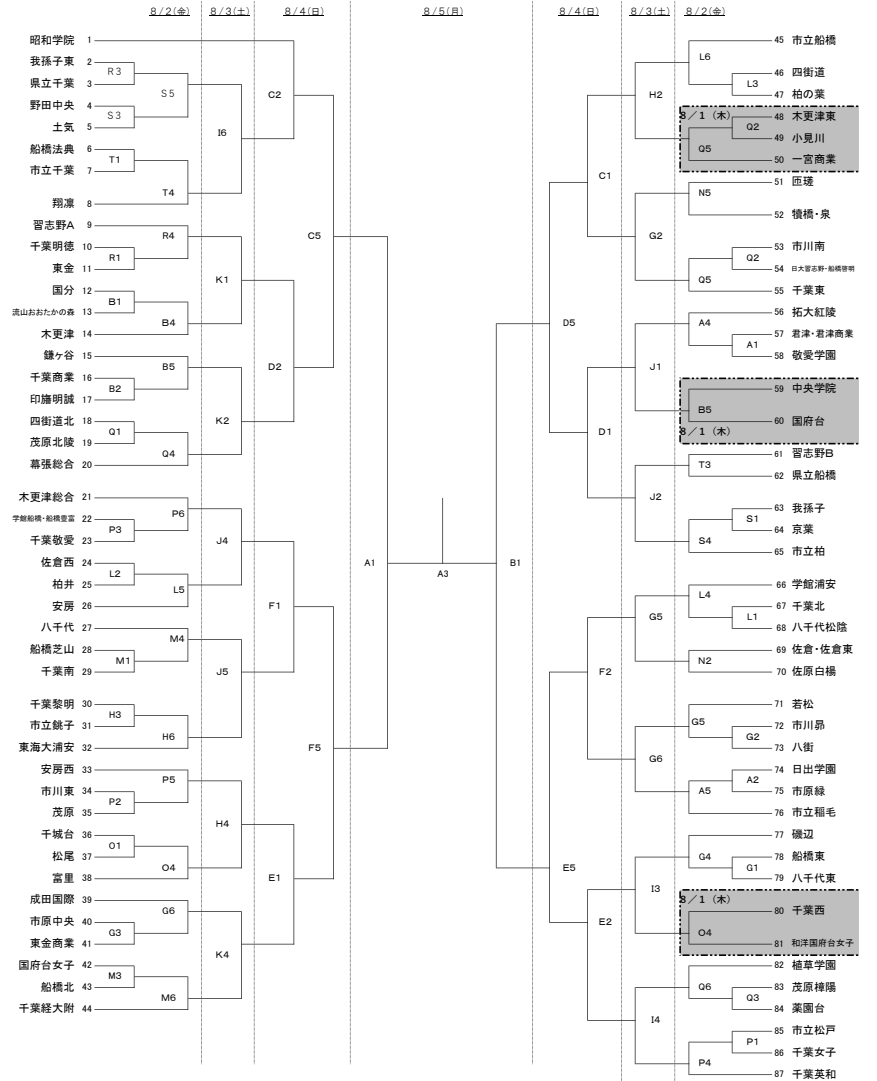 8/2(金) 8/3(土) 8/4(日) 8/5(月) 8/4(日) 8/3(土) 8/2(金)
昭和学院 1
我孫子東 2
R3
県立千葉 3
S5
野田中央 4
S3
土気 5
C2
I6
船橋法典 6
T1
市立千葉 7
T4
翔凛 8
習志野A 9
R4
千葉明徳 10
R1
東金 11
C5
K1
国分 12
B1
流山おおたかの森 13
B4
木更津 14
鎌ヶ谷 15
B5
D2
千葉商業 16
B2
印旛明誠 17
K2
四街道北 18
Q1
茂原北陵 19
Q4
幕張総合 20
木更津総合 21
P6
学館船橋・船橋豊富 22
P3
千葉敬愛 23
J4
佐倉西 24
L2
柏井 25
L5
安房 26
A1
F1
八千代 27
M4
船橋芝山 28
M1
千葉南 29
J5
千葉黎明 30
H3
市立銚子 31
H6
東海大浦安 32
F5
安房西 33
P5
市川東 34
P2
茂原 35
H4
千城台 36
O1
松尾 37
O4
富里 38
E1
成田国際 39
G6
市原中央 40
G3
東金商業 41
K4
国府台女子 42
M3
船橋北 43
M6
千葉経大附 44
A3
B1
45 市立船橋
L6
46 四街道
L3
47 柏の葉
H2
8/1 (木)
48 木更津東
Q2
49 小見川
Q5
50 一宮商業
C1
51 匝瑳
N5
52 犢橋・泉
G2
53 市川南
Q2
54 日大習志野・船橋啓明
Q5
55 千葉東
D5
56 拓大紅陵
A4
57 君津・君津商業
A1
58 敬愛学園
J1
59 中央学院
B5
60 国府台
8/1 (木)
D1
61 習志野B
T3
62 県立船橋
J2
63 我孫子
S1
64 京葉
S4
65 市立柏
66 学館浦安
L4
67 千葉北
L1
68 八千代松陰
G5
69 佐倉・佐倉東
N2
70 佐原白楊
F2
71 若松
G5
72 市川昴
G2
73 八街
G6
74 日出学園
A2
75 市原緑
A5
76 市立稲毛
E5
77 磯辺
G4
78 船橋東
G1
79 八千代東
I3
8/1 (木)
80 千葉西
O4
81 和洋国府台女子
E2
82 植草学園
Q6
83 茂原樟陽
Q3
84 薬園台
I4
85 市立松戸
P1
86 千葉女子
P4
87 千葉英和